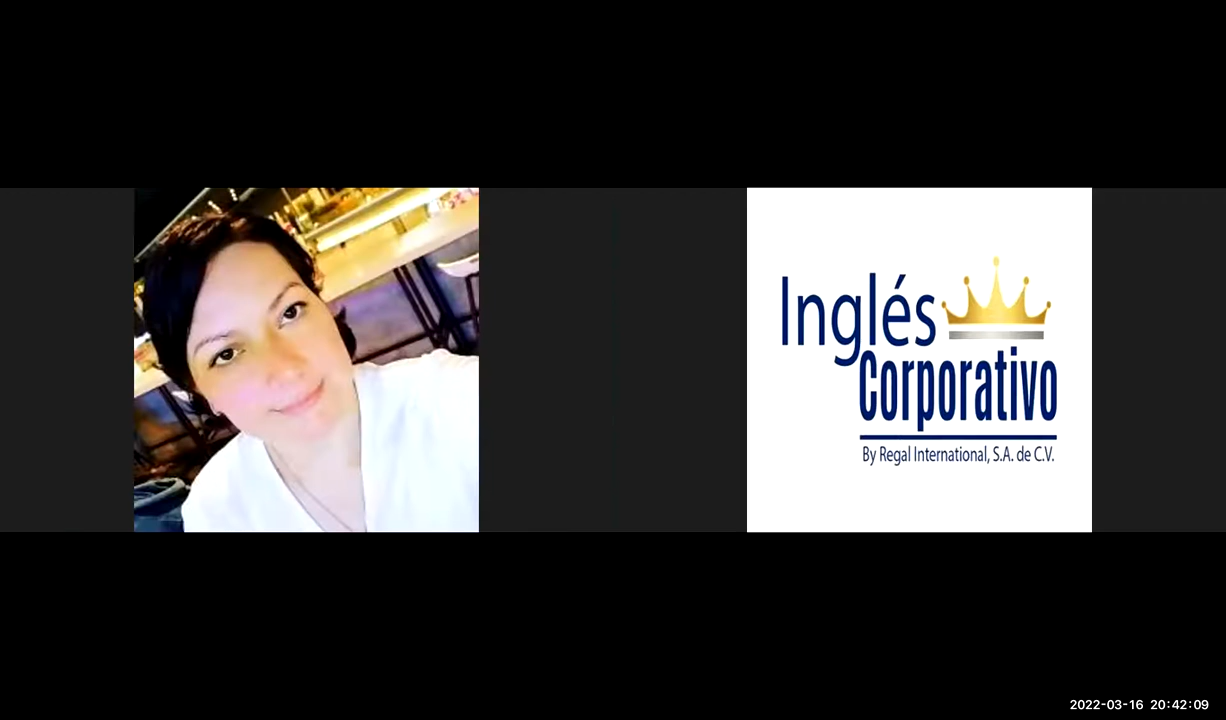 Inglés
Corporativo
By Regal International, S.A. de C.V.
2022-03-16 20:42:09